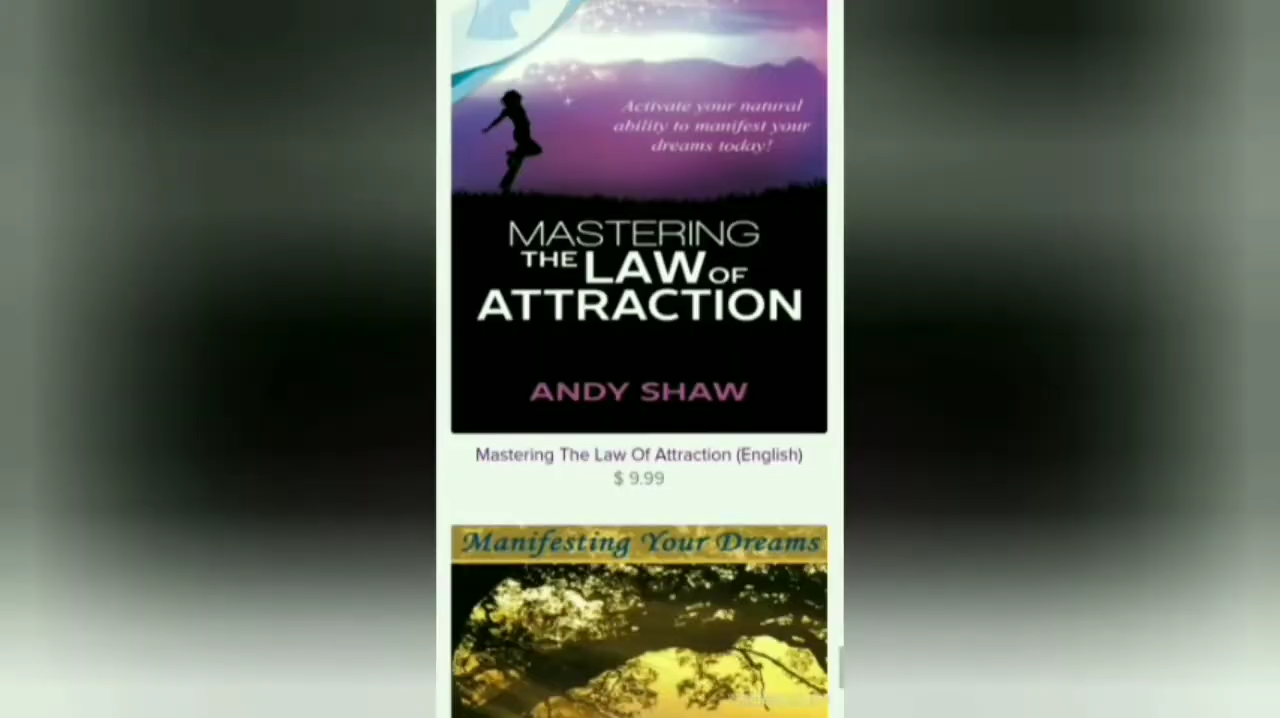 Activate your natural
ability to manifest your
dreams today!
MASTERING
THE LAW OF
ATTRACTION
ANDY SHAW
Mastering The Law Of Attraction (English)
$ 9.99
Manifesting Your Dreams